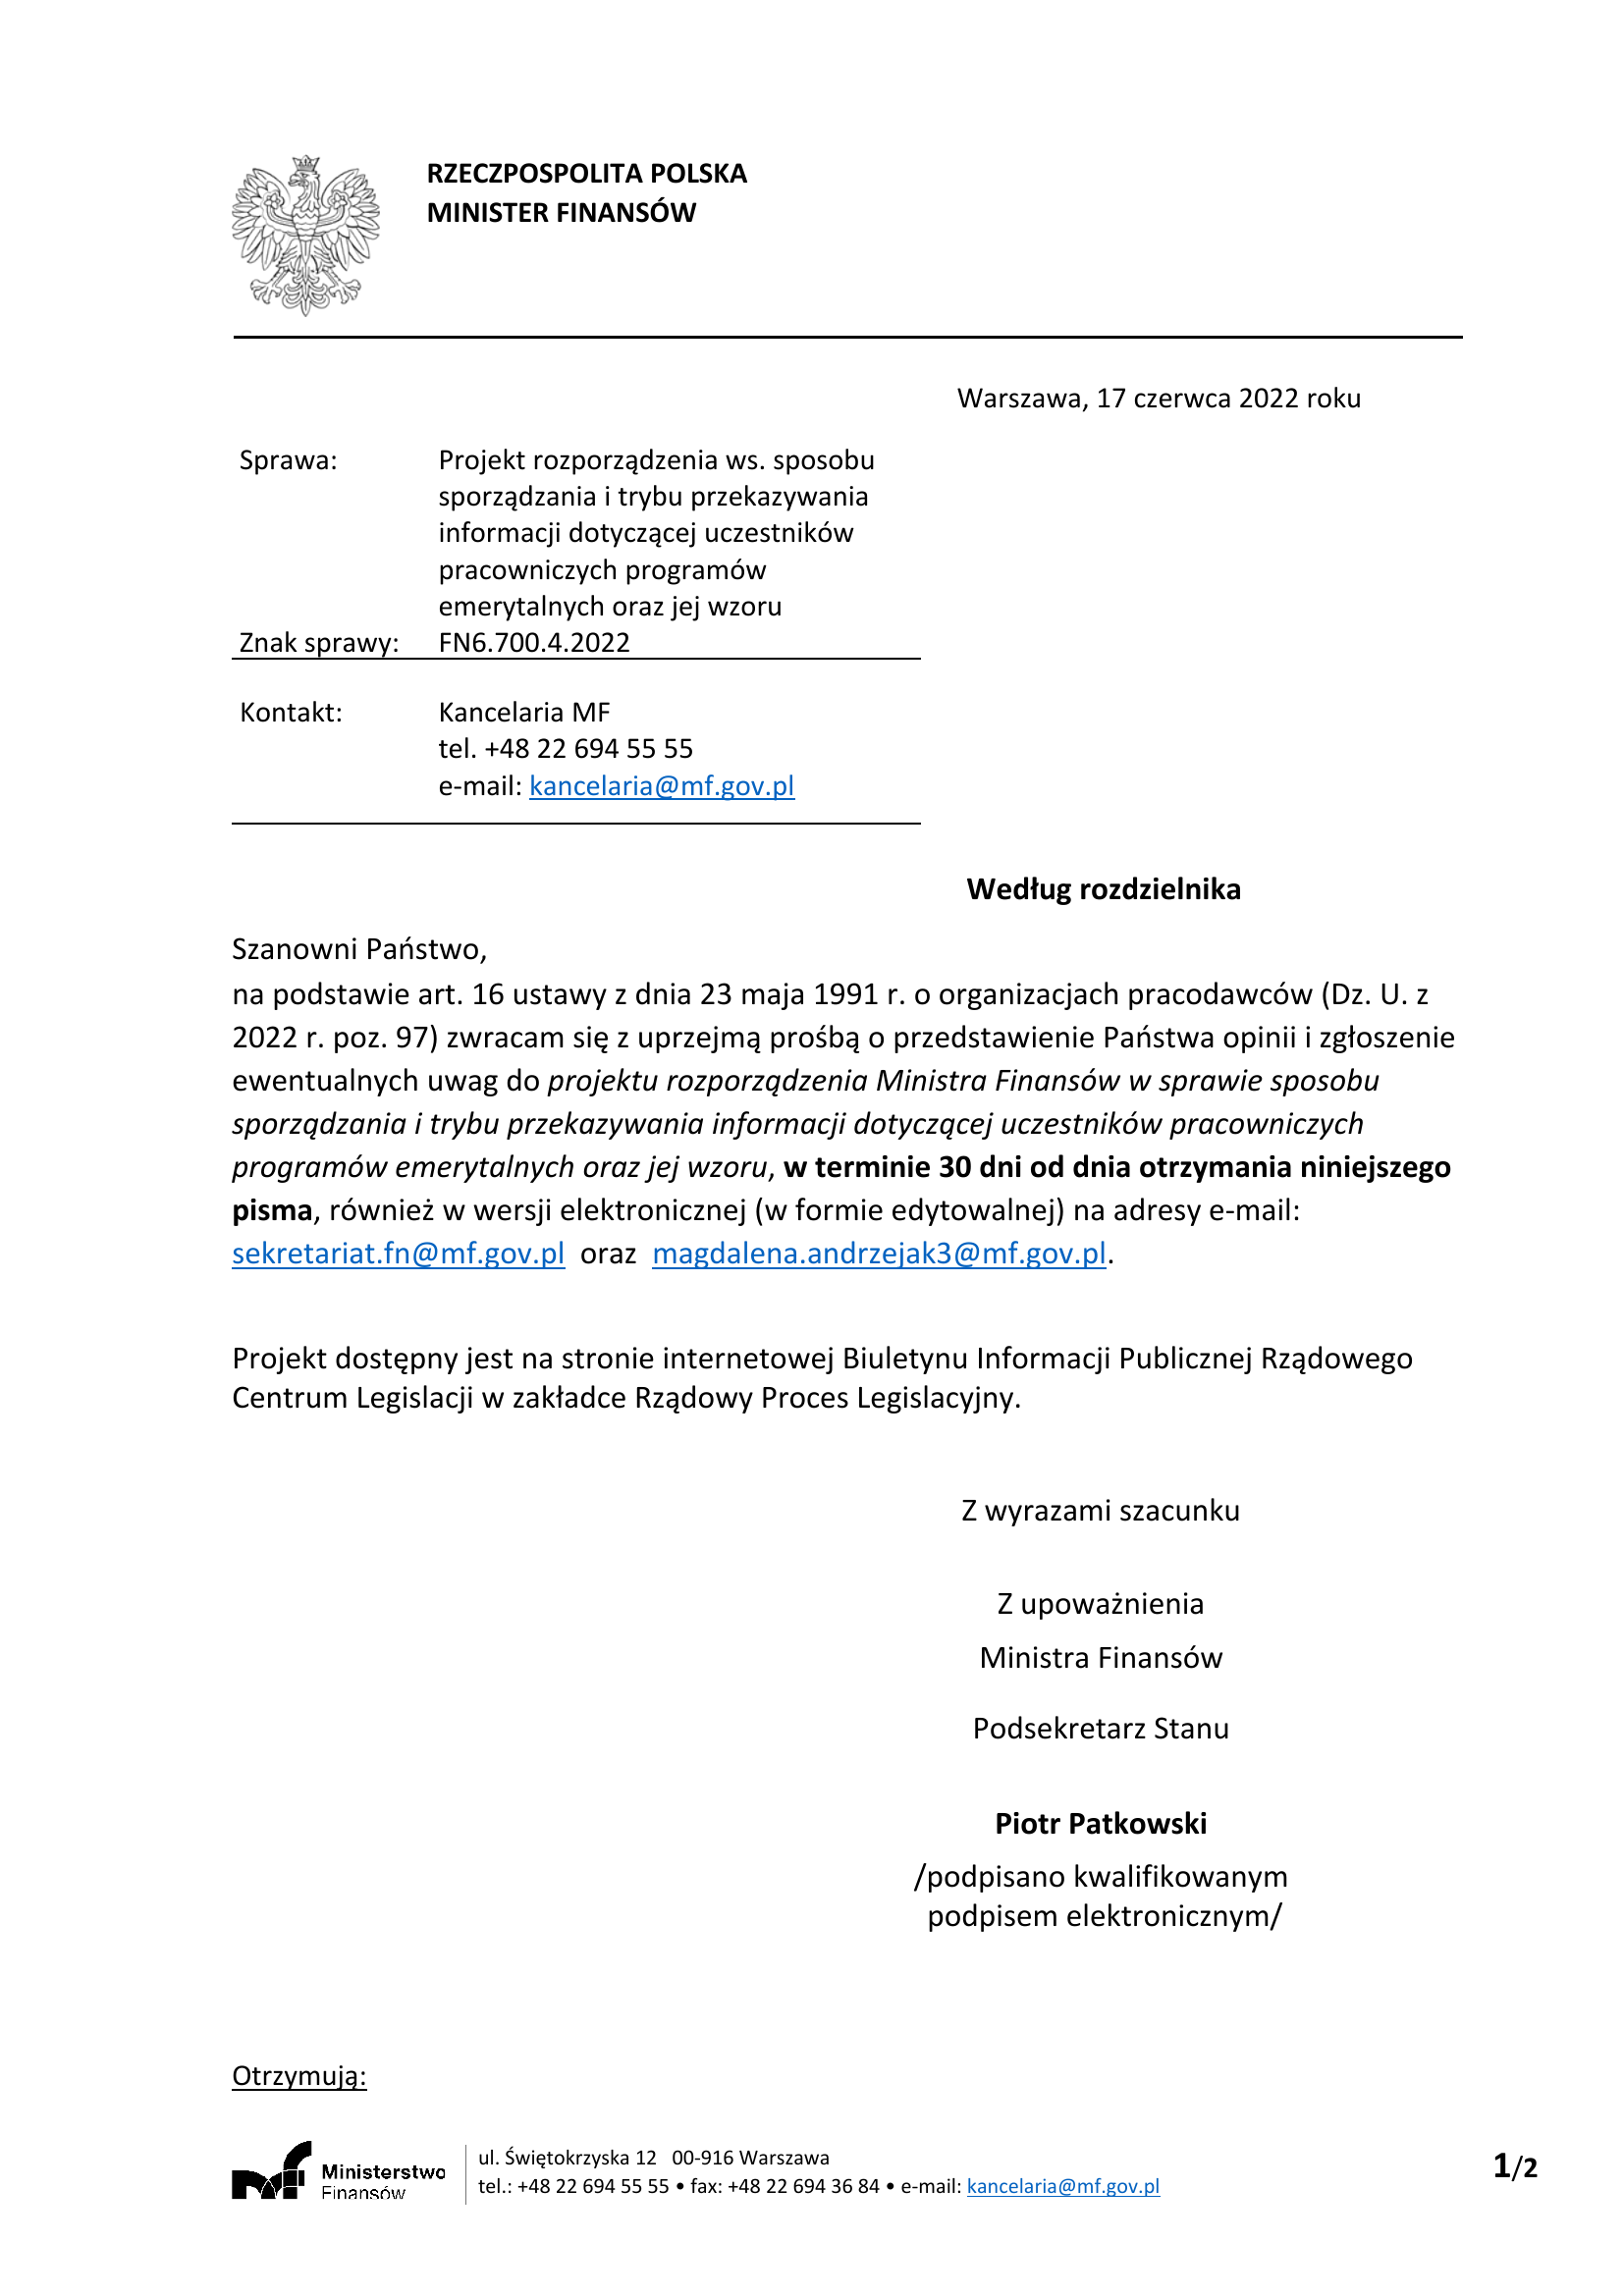 RZECZPOSPOLITA POLSKA
MINISTER FINANSÓW
Warszawa, 17 czerwca 2022 roku
Sprawa: Projekt rozporządzenia ws. sposobu
sporządzania i trybu przekazywania
informacji dotyczącej uczestników
pracowniczych programów
emerytalnych oraz jej wzoru
Znak sprawy: FN6.700.4.2022
Kontakt: Kancelaria MF
tel. +48 22 694 55 55
e-mail: kancelaria@mf.gov.pl
Według rozdzielnika
Szanowni Państwo,
na podstawie art. 16 ustawy z dnia 23 maja 1991 r. o organizacjach pracodawców (Dz. U. z
2022 r. poz. 97) zwracam się z uprzejmą prośbą o przedstawienie Państwa opinii i zgłoszenie
ewentualnych uwag do projektu rozporządzenia Ministra Finansów w sprawie sposobu
sporządzania i trybu przekazywania informacji dotyczącej uczestników pracowniczych
programów emerytalnych oraz jej wzoru, w terminie 30 dni od dnia otrzymania niniejszego
pisma, również w wersji elektronicznej (w formie edytowalnej) na adresy e-mail:
sekretariat.fn@mf.gov.pl oraz magdalena.andrzejak3@mf.gov.pl.
Projekt dostępny jest na stronie internetowej Biuletynu Informacji Publicznej Rządowego
Centrum Legislacji w zakładce Rządowy Proces Legislacyjny.
Z wyrazami szacunku
Z upoważnienia
Ministra Finansów
Podsekretarz Stanu
Piotr Patkowski
/podpisano kwalifikowanym
podpisem elektronicznym/
Otrzymują:
Ministerstwo
Finansów
ul. Świętokrzyska 12 00-916 Warszawa
tel.: +48 22 694 55 55 • fax: +48 22 694 36 84 • e-mail: kancelaria@mf.gov.pl
1/2